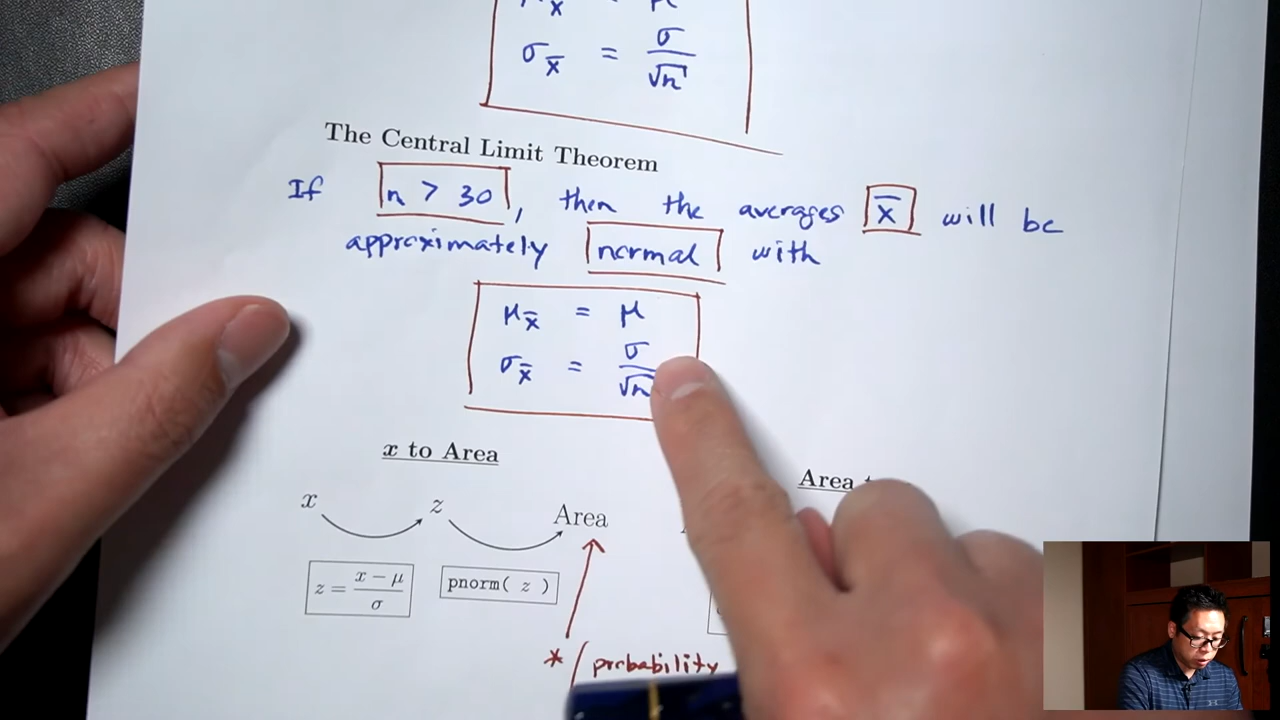 σx̄ = σ/√n
The Central Limit Theorem
If n > 30, then the averages x̄ will be
approximately normal with
μx̄ = μ
σx̄ = σ/√n
x to Area
Area
x z Area
z = (x − μ)/σ pnorm( z )
* probability